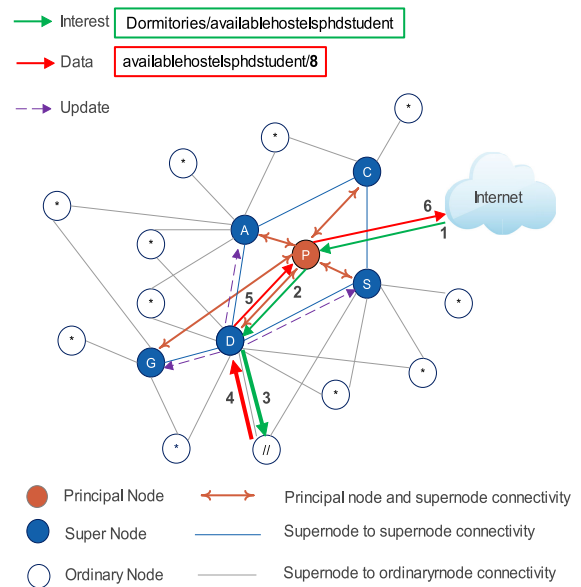 Interest
Dormitories/availablehostelsphdstudent
Data
availablehostelsphdstudent/8
Update
*
*
*
C
*
Internet
6
1
A
*
P
2
5
S
*
*
D
*
G
*
*
4
3
*
//
Principal Node
Principal node and supernode connectivity
Super Node
Supernode to supernode connectivity
Ordinary Node
Supernode to ordinaryrnode connectivity